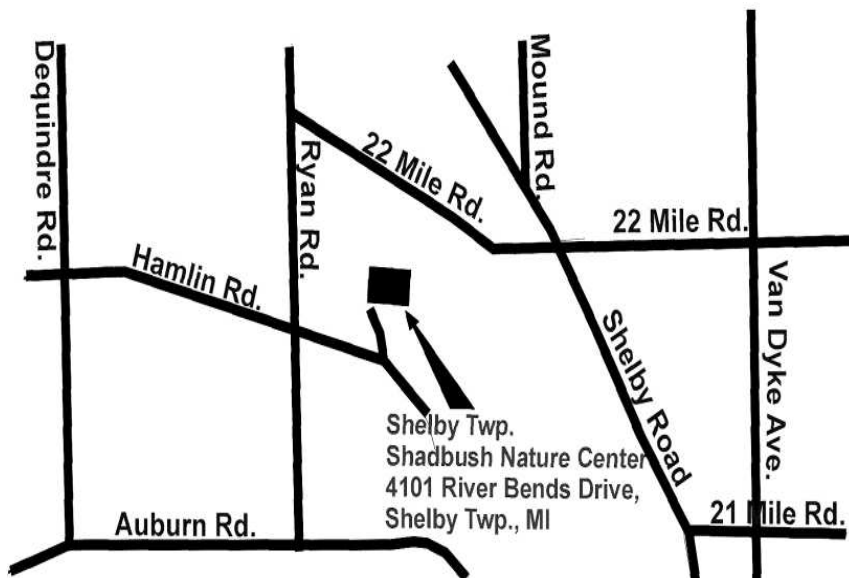 Dequindre Rd.
Ryan Rd.
22 Mile Rd.
Mound Rd.
22 Mile Rd.
Hamlin Rd.
Shelby Road
Van Dyke Ave.
Shelby Twp.
Shadbush Nature Center
4101 River Bends Drive,
Shelby Twp., MI
Auburn Rd.
21 Mile Rd.